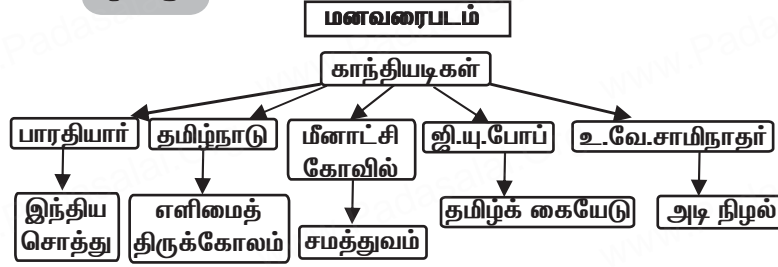 மனவரைபடம்
காந்தியடிகள்
பாரதியார் தமிழ்நாடு மீனாட்சி கோவில் ஜி.யு.போப் உ.வே.சாமிநாதர்
இந்திய சொத்து எளிமைத் திருக்கோலம் சமத்துவம் தமிழ்க் கையேடு அடி நிழல்